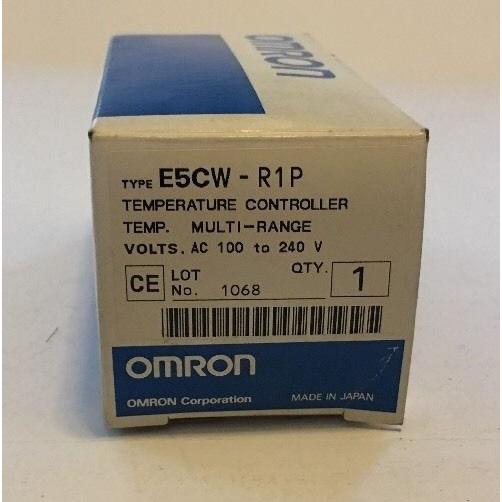 OMRON
TYPE E5CW - R1P
TEMPERATURE CONTROLLER
TEMP. MULTI-RANGE
VOLTS. AC 100 to 240 V
CE LOT No. 1068 QTY. 1
OMRON
OMRON Corporation MADE IN JAPAN